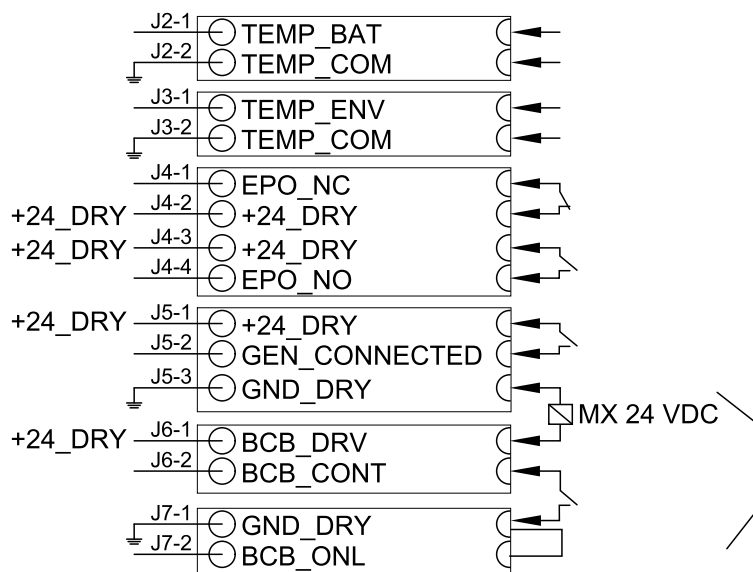 J2-1 TEMP_BAT
J2-2 TEMP_COM
J3-1 TEMP_ENV
J3-2 TEMP_COM
J4-1 EPO_NC
+24_DRY J4-2 +24_DRY
+24_DRY J4-3 +24_DRY
J4-4 EPO_NO
+24_DRY J5-1 +24_DRY
J5-2 GEN_CONNECTED
J5-3 GND_DRY
MX 24 VDC
+24_DRY J6-1 BCB_DRV
J6-2 BCB_CONT
J7-1 GND_DRY
J7-2 BCB_ONL